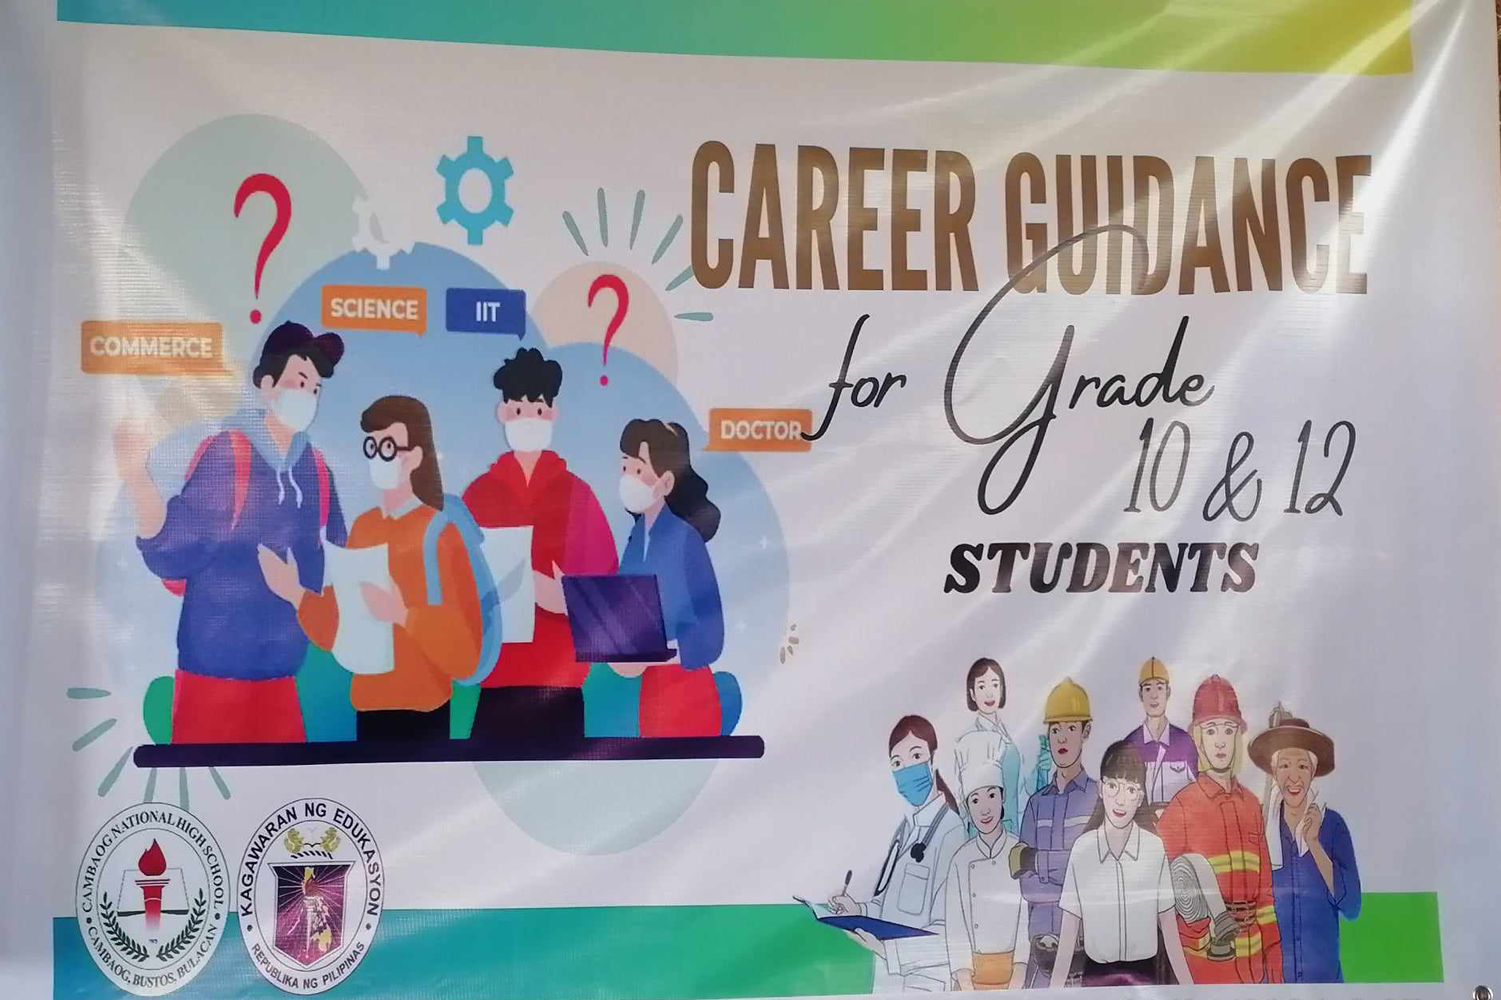 CAREER GUIDANCE
for Grade
10 & 12
STUDENTS
COMMERCE
SCIENCE
IIT
DOCTOR
CAMBAOG NATIONAL HIGH SCHOOL
CAMBAOG, BUSTOS, BULACAN
KAGAWARAN NG EDUKASYON
REPUBLIKA NG PILIPINAS